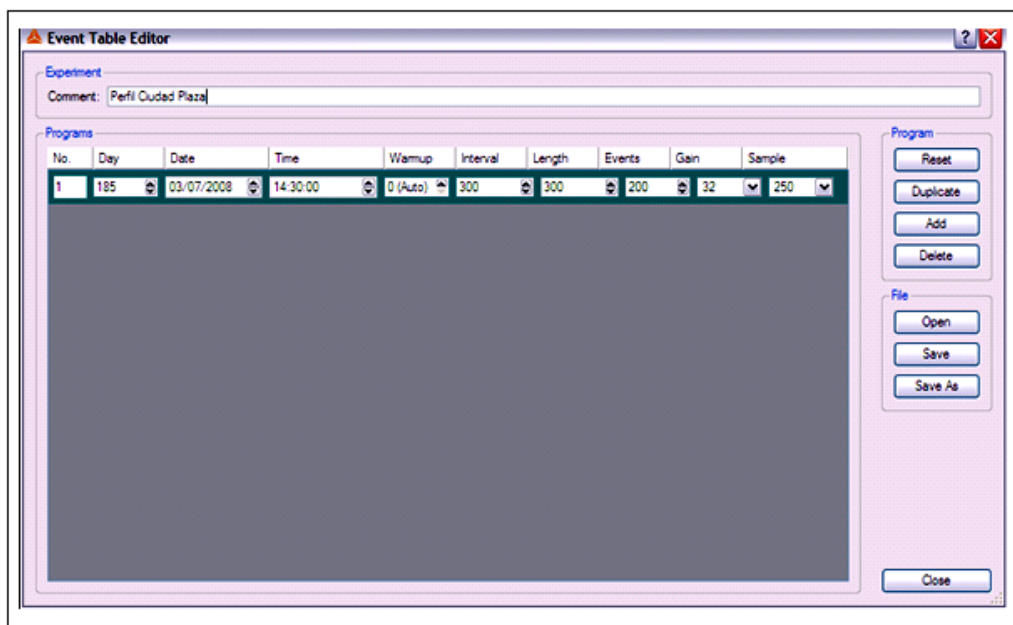 Event Table Editor
Experiment
Comment: Perfil Ciudad Plaza
Programs
No. Day Date Time Warmup Interval Length Events Gain Sample
1 185 03/07/2008 14:30:00 0 (Auto) 300 300 200 32 250
Program
Reset
Duplicate
Add
Delete
File
Open
Save
Save As
Close